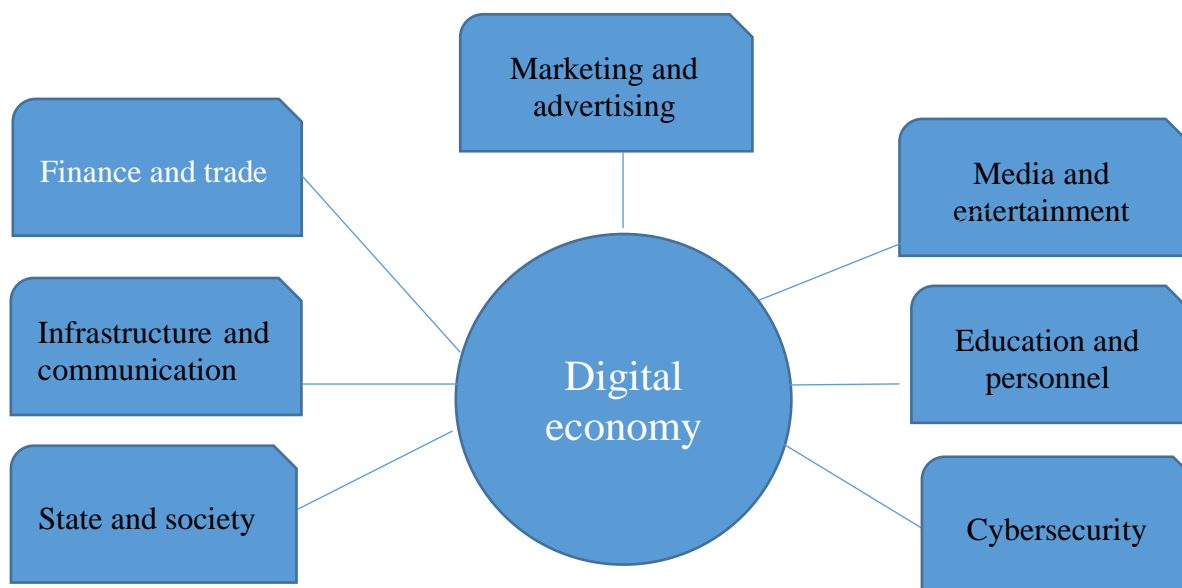 Marketing and
advertising
Finance and trade
Media and
entertainment
Infrastructure and
communication
Education and
personnel
Digital
economy
State and society
Cybersecurity